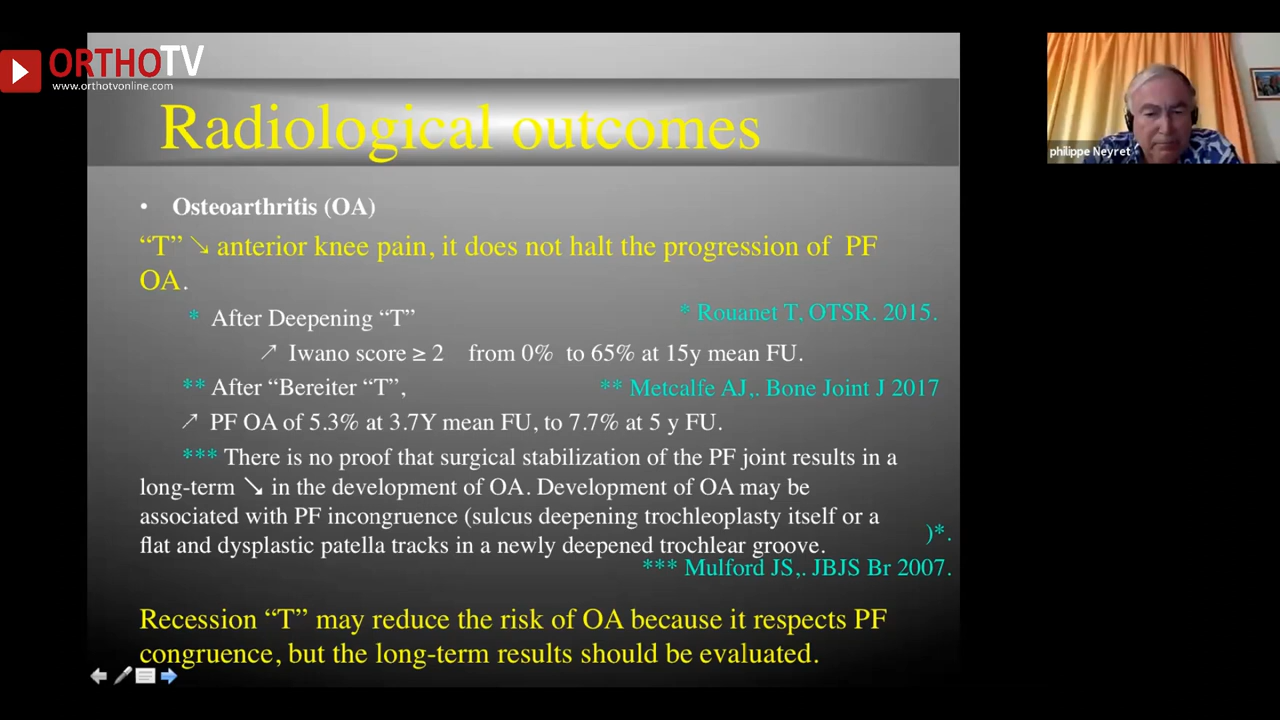 ORTHOTV
www.orthotvonline.com
philippe Neyret
Radiological outcomes
• Osteoarthritis (OA)
“T” ↘ anterior knee pain, it does not halt the progression of PF
OA.
* After Deepening “T”
* Rouanet T, OTSR. 2015.
↗ Iwano score ≥ 2 from 0% to 65% at 15y mean FU.
** After “Bereiter “T”,
** Metcalfe AJ,. Bone Joint J 2017
↗ PF OA of 5.3% at 3.7Y mean FU, to 7.7% at 5 y FU.
*** There is no proof that surgical stabilization of the PF joint results in a
long-term ↘ in the development of OA. Development of OA may be
associated with PF incongruence (sulcus deepening trochleoplasty itself or a
flat and dysplastic patella tracks in a newly deepened trochlear groove.
)*.
*** Mulford JS,. JBJS Br 2007.
Recession “T” may reduce the risk of OA because it respects PF
congruence, but the long-term results should be evaluated.